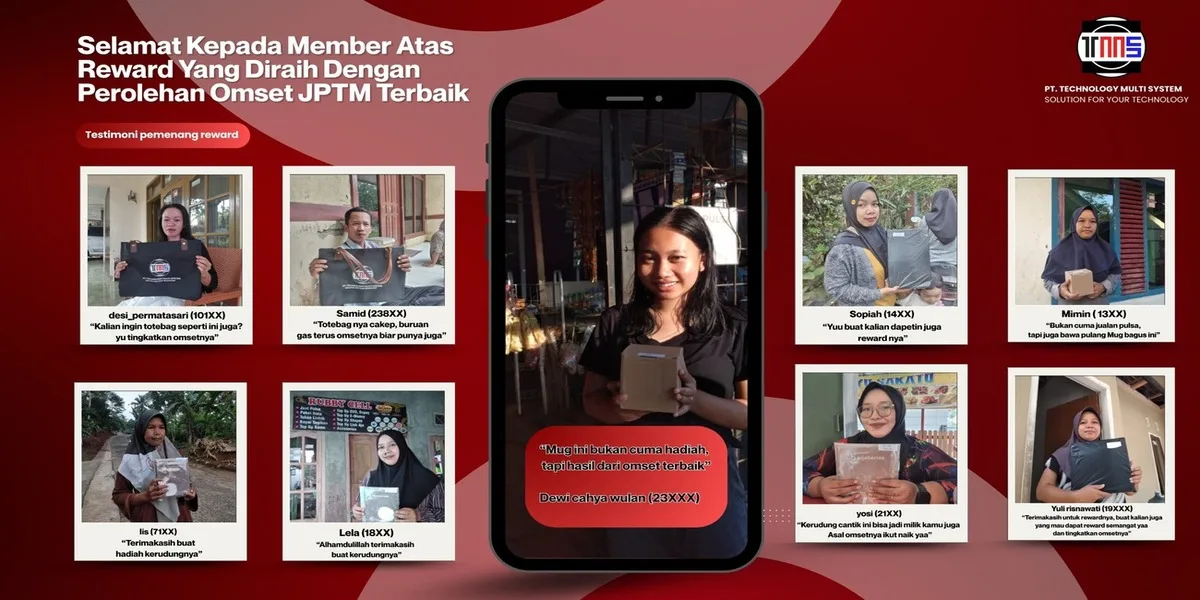 Selamat Kepada Member Atas
Reward Yang Diraih Dengan
Perolehan Omset JPTM Terbaik
Testimoni pemenang reward
TMS
PT. TECHNOLOGY MULTI SYSTEM
SOLUTION FOR YOUR TECHNOLOGY
desi_permatasari (101XX)
“Kalian ingin totebag seperti ini juga?
yu tingkatkan omsetnya”
Samid (238XX)
“Totebag nya cakep, buruan
gas terus omsetnya biar punya juga”
Iis (71XX)
“Terimakasih buat
hadiah kerudungnya”
RUBBY CELL
Lela (18XX)
“Alhamdulillah terimakasih
buat kerudungnya”
“Mug ini bukan cuma hadiah,
tapi hasil dari omset terbaik”
Dewi cahya wulan (23XXX)
Sopiah (14XX)
“Yuu buat kalian dapetin juga
reward nya”
Mimin ( 13XX)
“Bukan cuma jualan pulsa,
tapi juga bawa pulang Mug bagus ini”
yosi (21XX)
“Kerudung cantik ini bisa jadi milik kamu juga
Asal omsetnya ikut naik yaa”
Yuli risnawati (19XXX)
“Terimakasih untuk rewardnya, buat kalian juga
yang mau dapat reward semangat yaa
dan tingkatkan omsetnya”